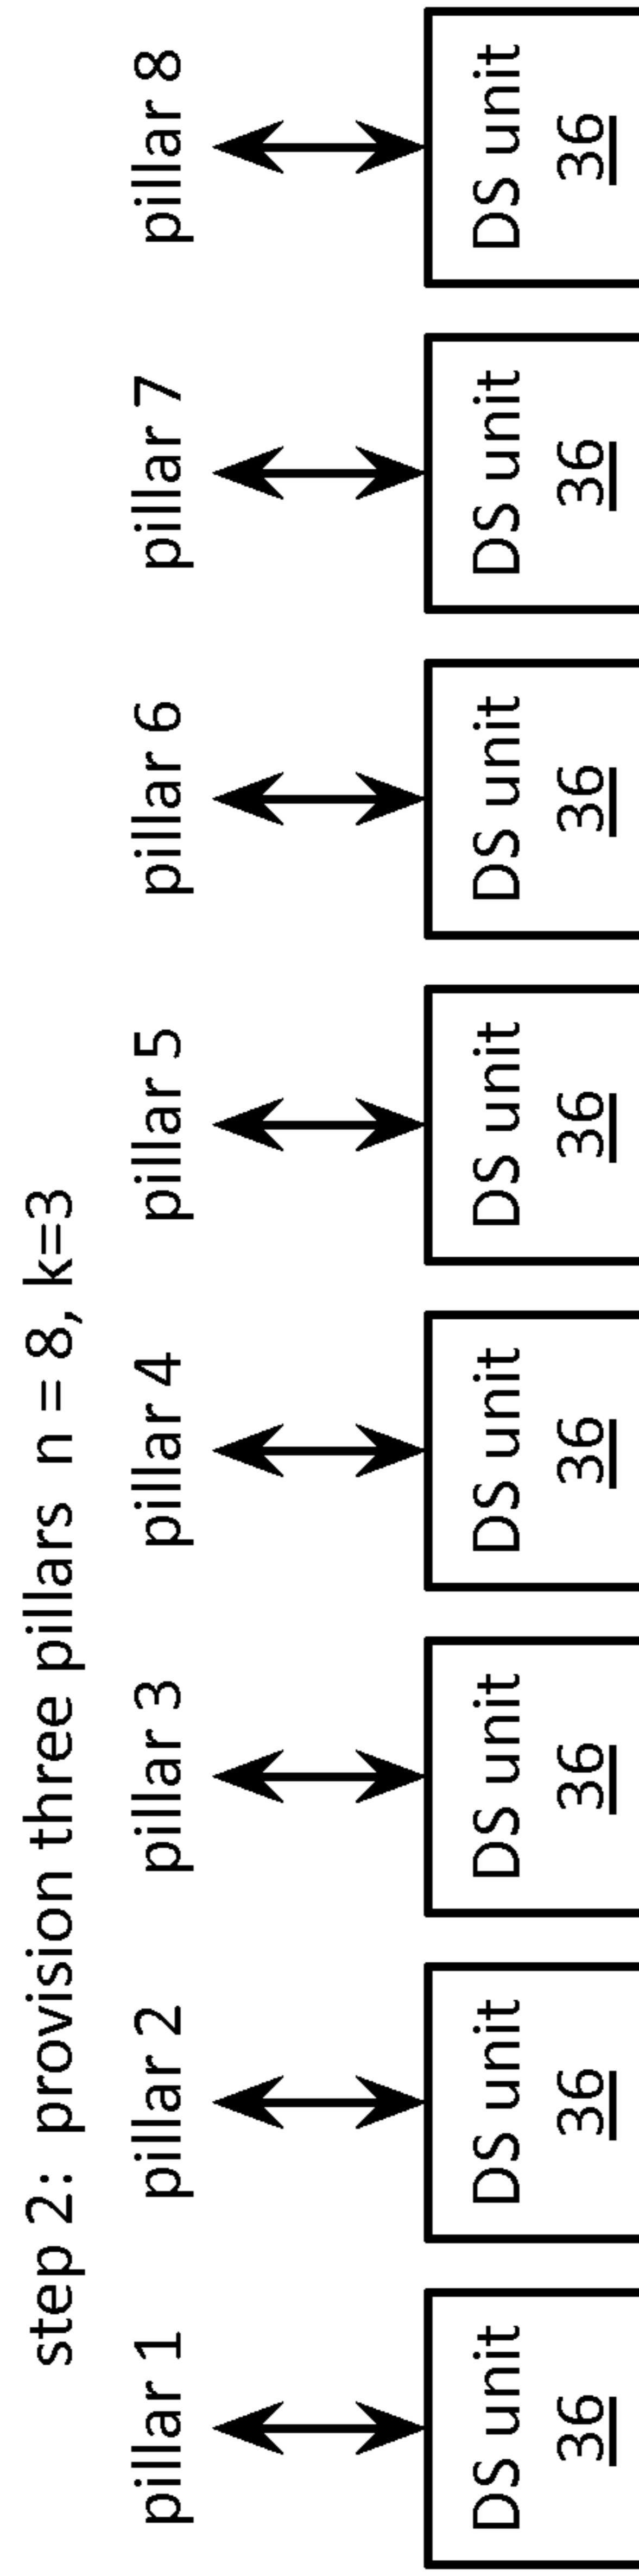 step 2: provision three pillars n = 8, k=3
pillar 1 pillar 2 pillar 3 pillar 4 pillar 5 pillar 6 pillar 7 pillar 8
DS unit DS unit DS unit DS unit DS unit DS unit DS unit DS unit
36 36 36 36 36 36 36 36